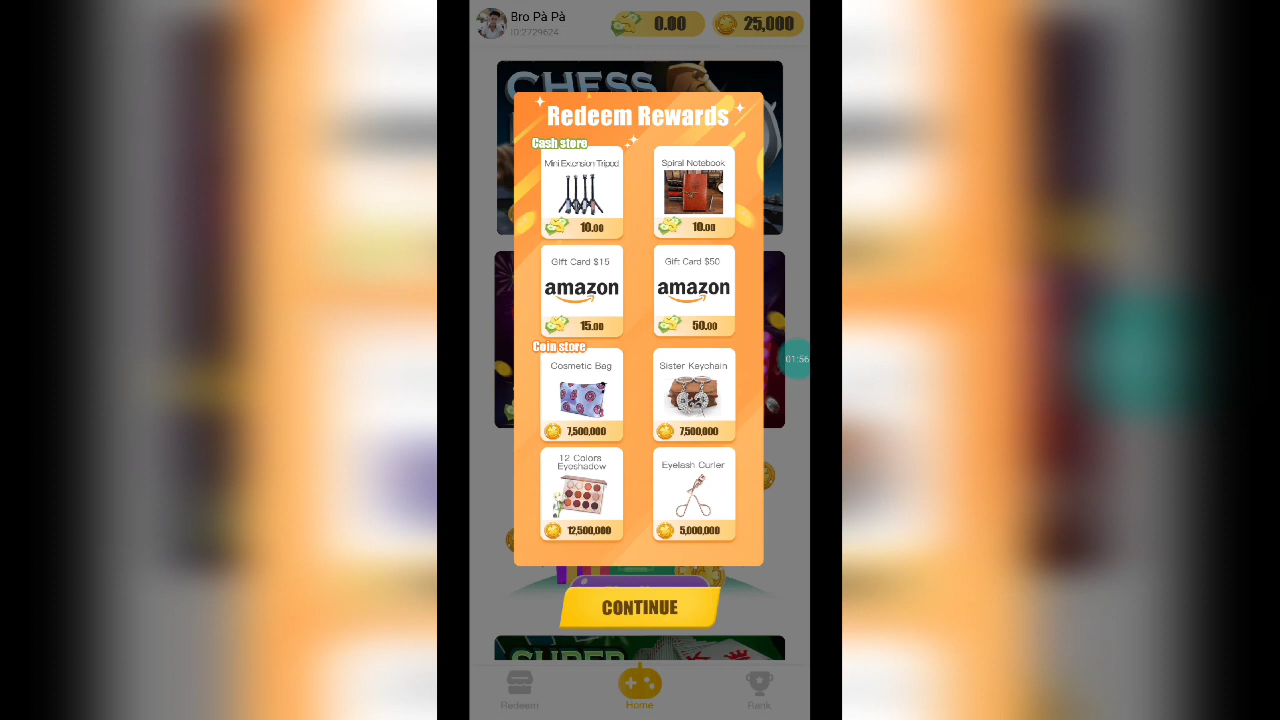 Bro Pà Pà
ID:2729624
0.00
25,000
CHESS
Redeem Rewards
Cash store
Mini Extension Tripod
Spiral Notebook
10.00
10.00
Gift Card $15
Gift Card $50
amazon
amazon
15.00
50.00
Coin store
Cosmetic Bag
Sister Keychain
7,500,000
7,500,000
12 Colors
Eyeshadow
Eyelash Curler
12,500,000
5,000,000
01:56
CONTINUE
SUPER
Redeem
Home
Rank